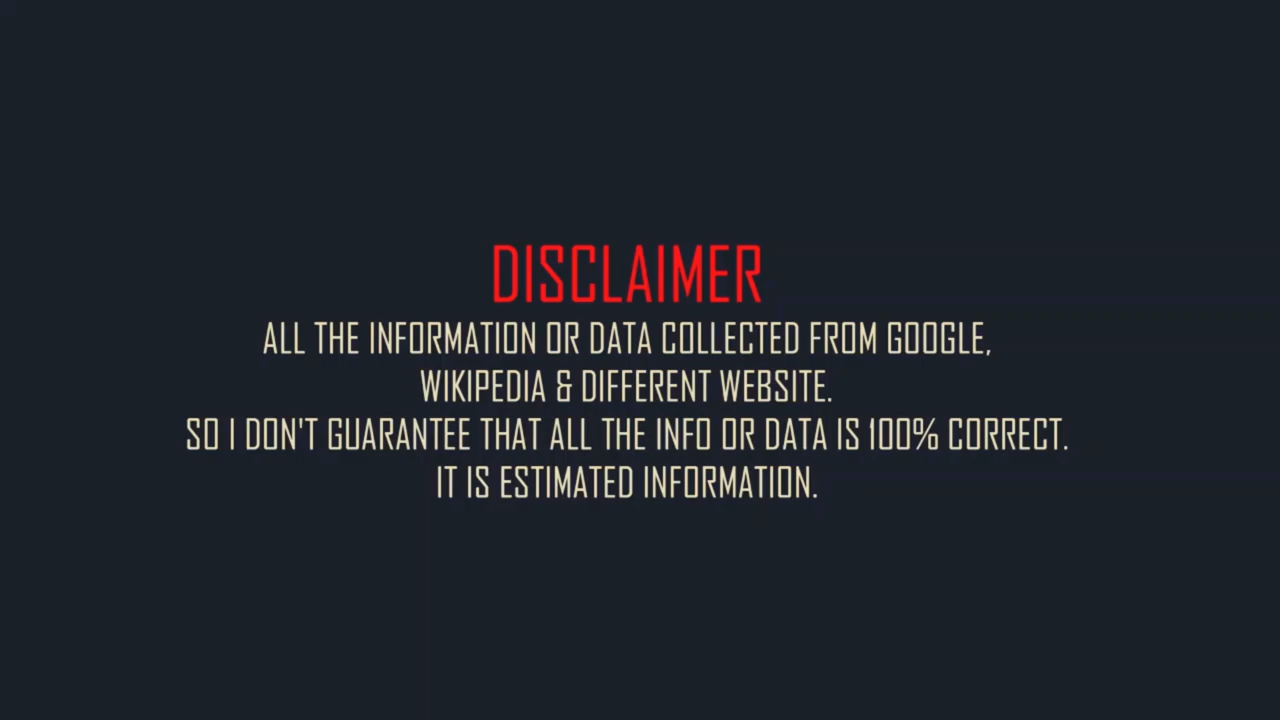 DISCLAIMER
ALL THE INFORMATION OR DATA COLLECTED FROM GOOGLE,
WIKIPEDIA & DIFFERENT WEBSITE.
SO I DON'T GUARANTEE THAT ALL THE INFO OR DATA IS 100% CORRECT.
IT IS ESTIMATED INFORMATION.